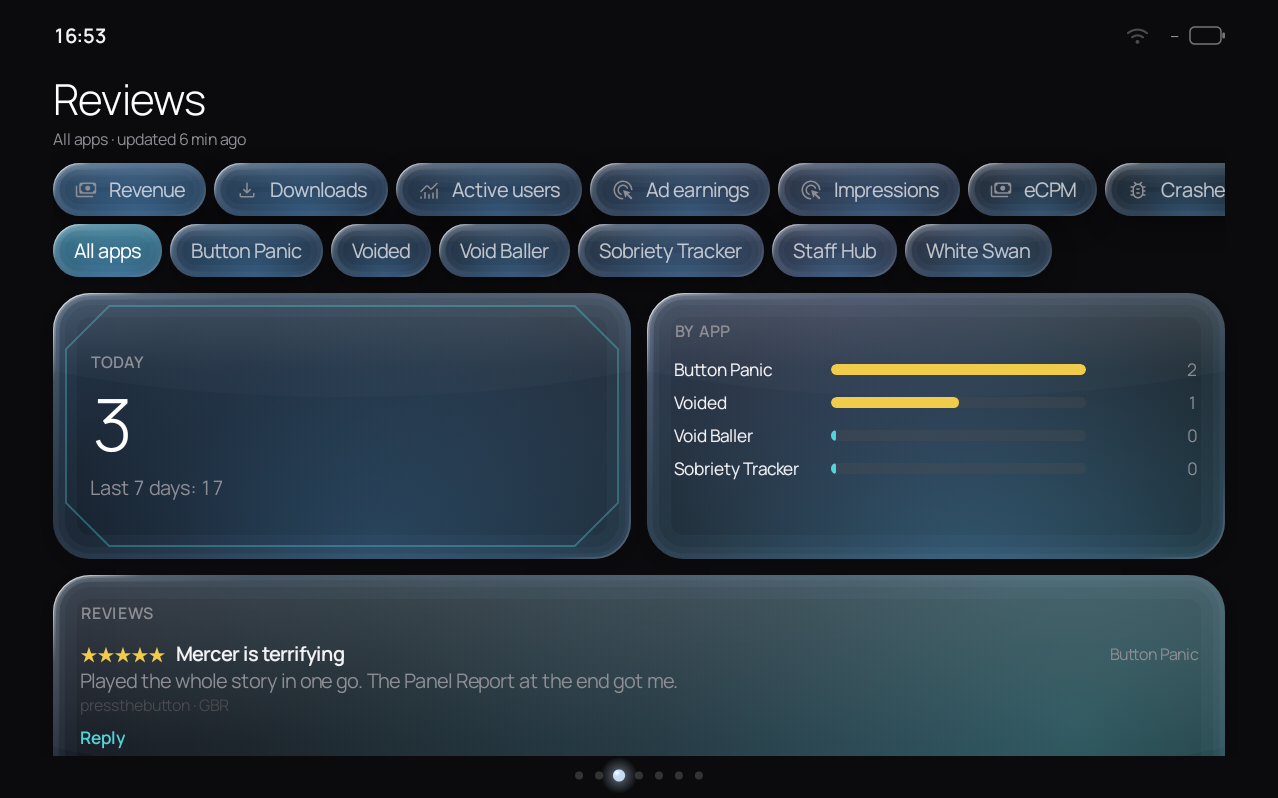 16:53
–
Reviews
All apps · updated 6 min ago
Revenue Downloads Active users Ad earnings Impressions eCPM Crashe
All apps Button Panic Voided Void Baller Sobriety Tracker Staff Hub White Swan
TODAY
3
Last 7 days: 17
BY APP
Button Panic 2
Voided 1
Void Baller 0
Sobriety Tracker 0
REVIEWS
★★★★★ Mercer is terrifying Button Panic
Played the whole story in one go. The Panel Report at the end got me.
pressthebutton · GBR
Reply